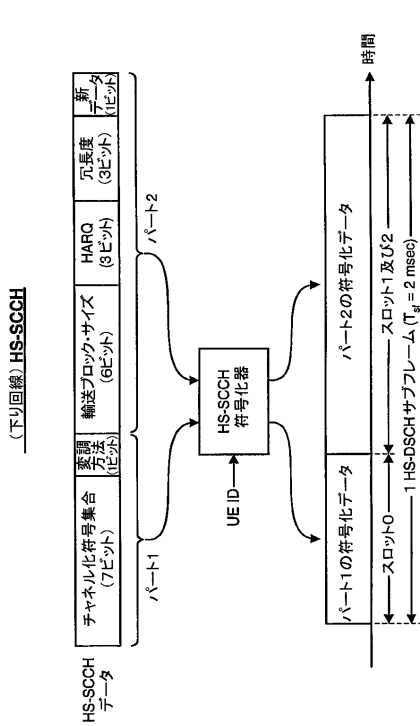 (下り回線) HS-SCCH
HS-SCCH
データ
チャネル化符号集合
(7ビット)
変調
方法
(1ビット)
輸送ブロック・サイズ
(6ビット)
HARQ
(3ビット)
冗長度
(3ビット)
新
データ
(1ビット)
パート1
パート2
UE ID
HS-SCCH
符号化器
パート1の符号化データ
パート2の符号化データ
時間
スロット0
スロット1及び2
1 HS-DSCHサブフレーム(Tsf = 2 msec)